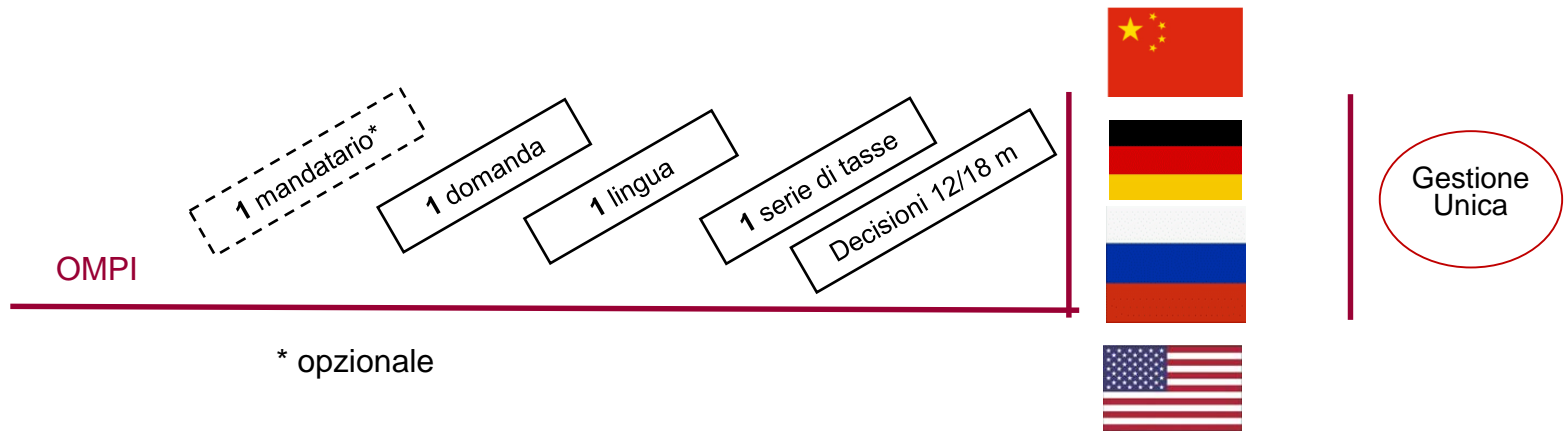 1 mandatario*
1 domanda
1 lingua
1 serie di tasse
Decisioni 12/18 m
Gestione
Unica
OMPI
* opzionale